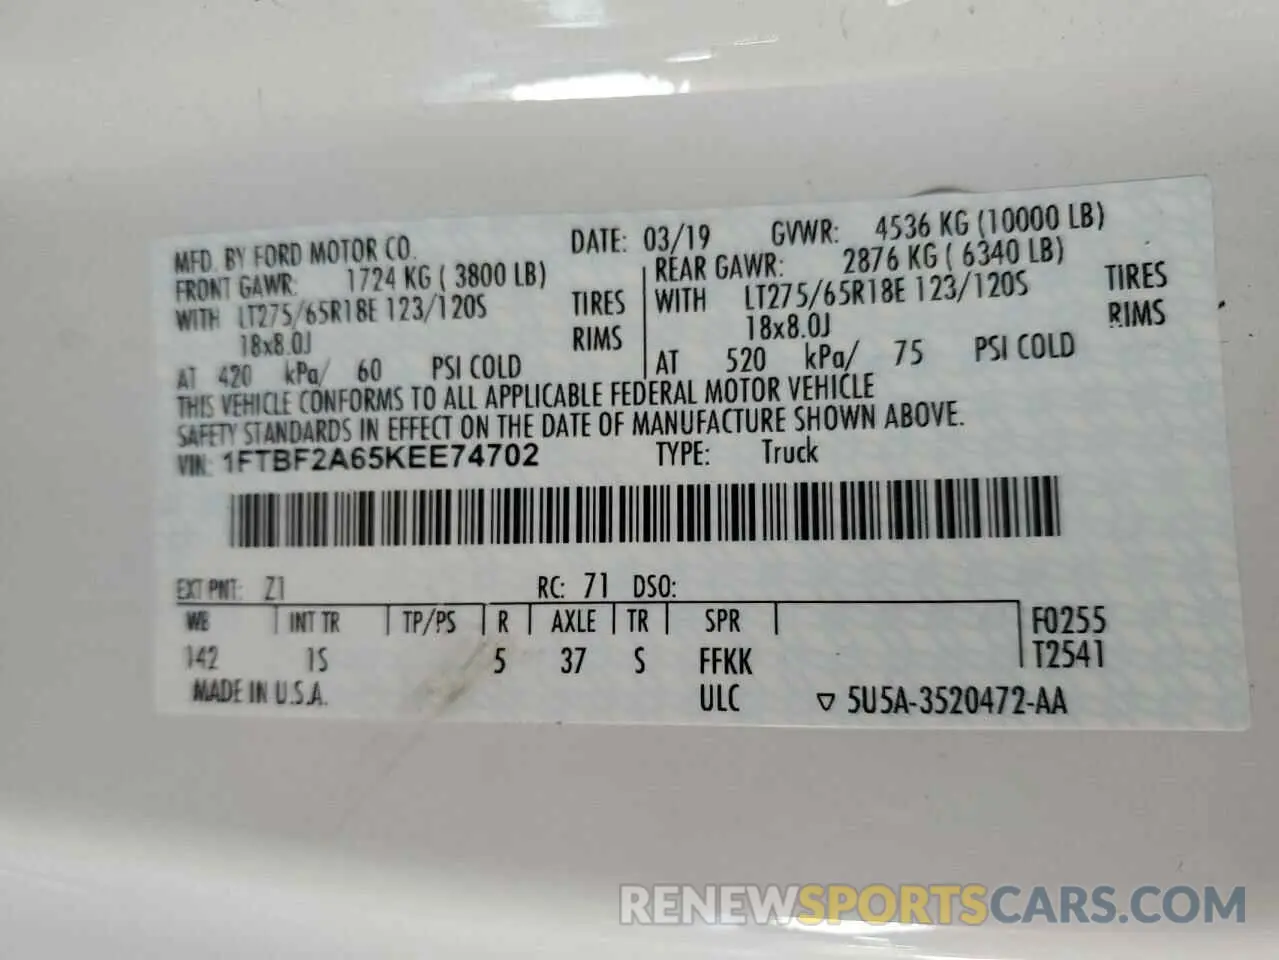 MFD. BY FORD MOTOR CO. DATE: 03/19 GVWR: 4536 KG (10000 LB)
FRONT GAWR: 1724 KG ( 3800 LB) REAR GAWR: 2876 KG ( 6340 LB)
WITH LT275/65R18E 123/120S TIRES WITH LT275/65R18E 123/120S TIRES
18x8.0J RIMS 18x8.0J RIMS
AT 420 kPa/ 60 PSI COLD AT 520 kPa/ 75 PSI COLD
THIS VEHICLE CONFORMS TO ALL APPLICABLE FEDERAL MOTOR VEHICLE
SAFETY STANDARDS IN EFFECT ON THE DATE OF MANUFACTURE SHOWN ABOVE.
VIN: 1FTBF2A65KEE74702 TYPE: Truck
EXT PNT: Z1 RC: 71 DSO:
WB INT TR TP/PS R AXLE TR SPR F0255
142 1S 5 37 S FFKK T2541
MADE IN U.S.A. ULC ▽ 5U5A-3520472-AA
RENEWSPORTSCARS.COM